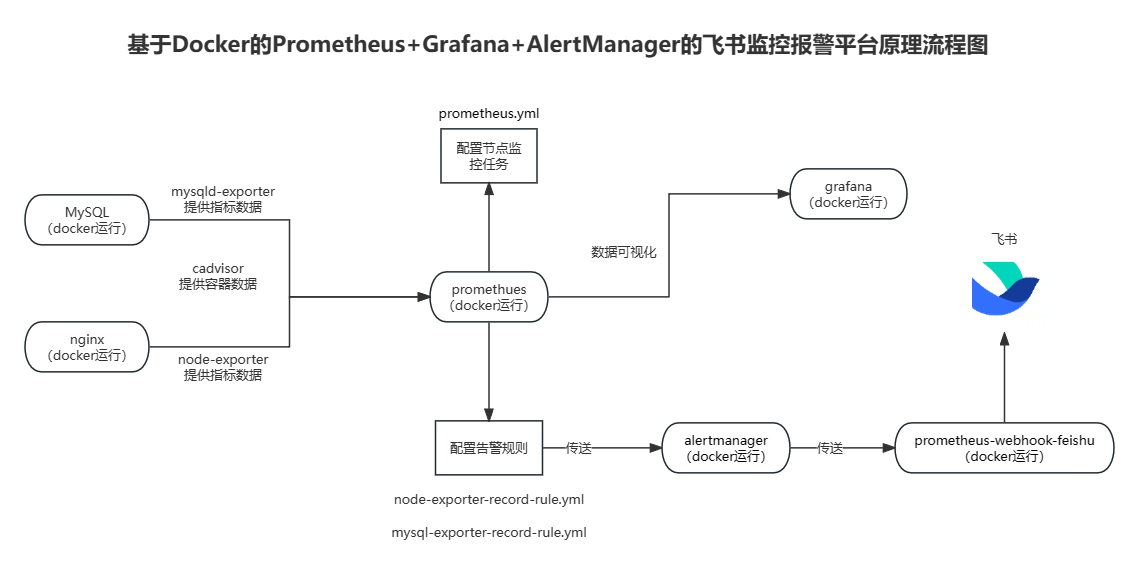 基于Docker的Prometheus+Grafana+AlertManager的飞书监控报警平台原理流程图
prometheus.yml
配置节点监
控任务
mysqld-exporter
提供指标数据
MySQL
（docker运行）
grafana
（docker运行）
飞书
数据可视化
cadvisor
提供容器数据
promethues
（docker运行）
nginx
（docker运行）
node-exporter
提供指标数据
配置告警规则
传送
alertmanager
（docker运行）
传送
prometheus-webhook-feishu
（docker运行）
node-exporter-record-rule.yml
mysql-exporter-record-rule.yml